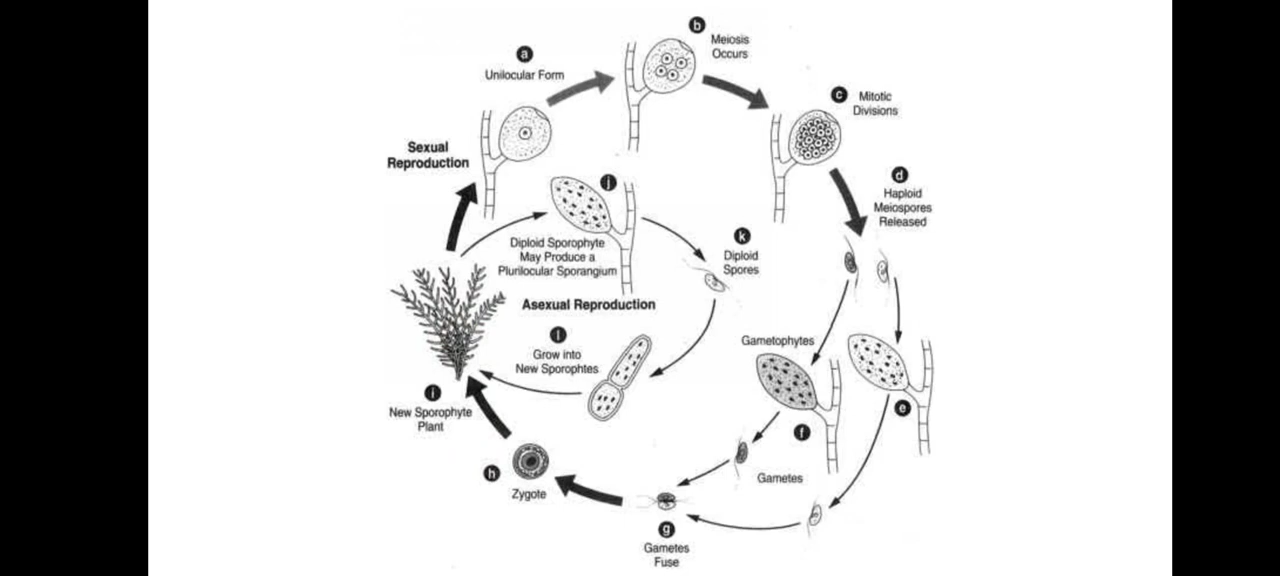 a
Unilocular Form
b
Meiosis
Occurs
c
Mitotic
Divisions
Sexual
Reproduction
d
Haploid
Meiospores
Released
j
Diploid Sporophyte
May Produce a
Plurilocular Sporangium
k
Diploid
Spores
Asexual Reproduction
l
Grow into
New Sporophtes
Gametophytes
e
f
i
New Sporophyte
Plant
h
Zygote
Gametes
g
Gametes
Fuse